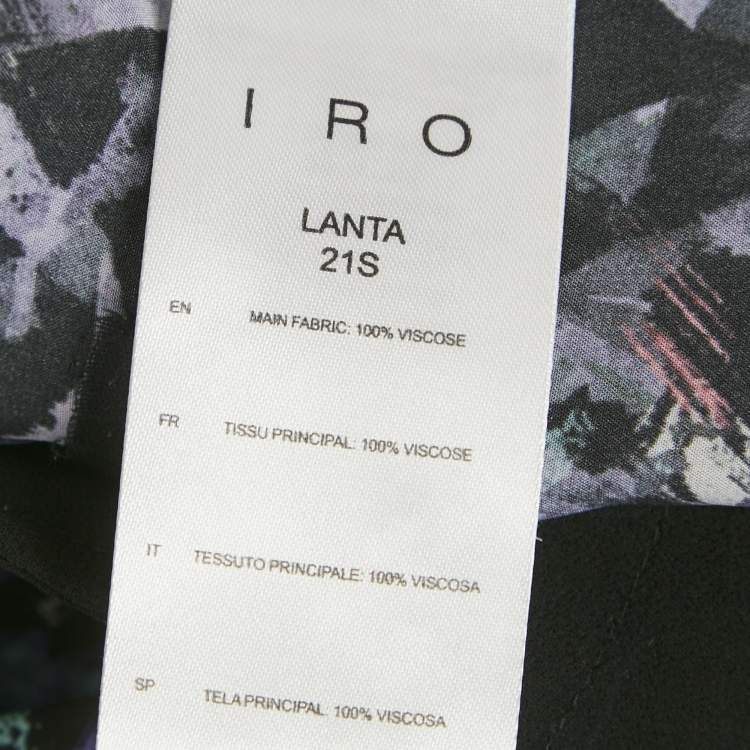 IRO
LANTA
21S
EN MAIN FABRIC: 100% VISCOSE
FR TISSU PRINCIPAL: 100% VISCOSE
IT TESSUTO PRINCIPALE: 100% VISCOSA
SP TELA PRINCIPAL: 100% VISCOSA